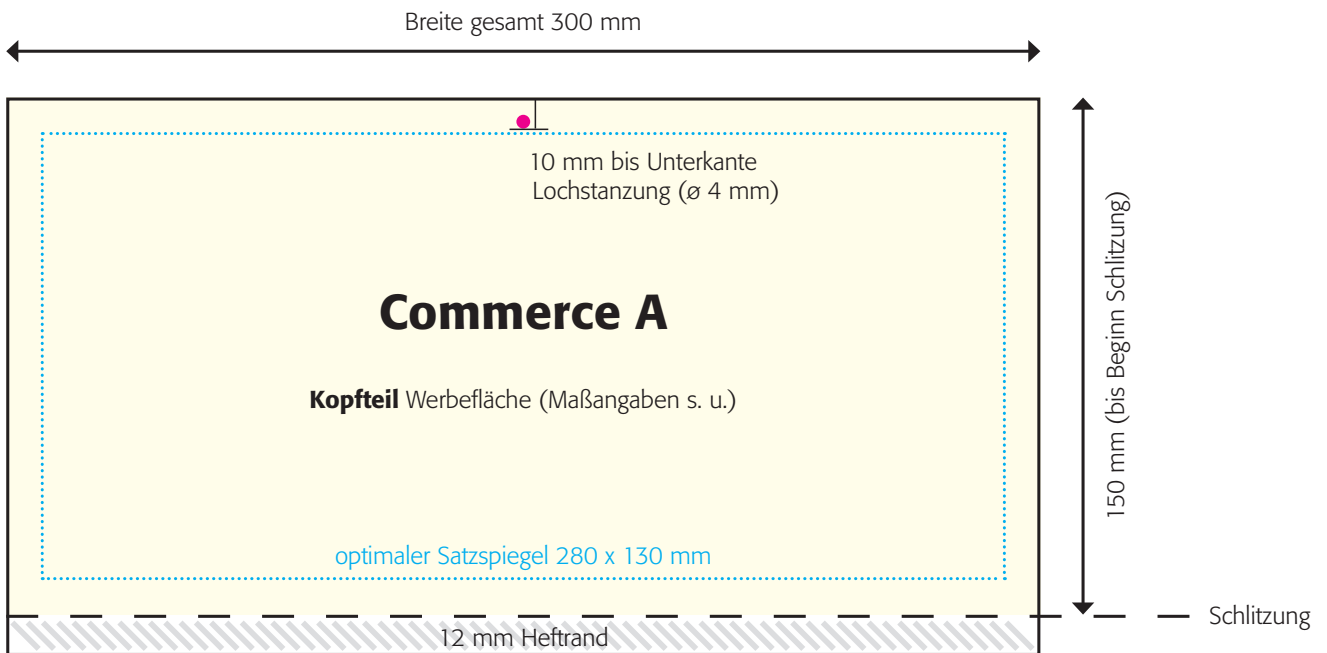 Breite gesamt 300 mm
10 mm bis Unterkante
Lochstanzung (ø 4 mm)
150 mm (bis Beginn Schlitzung)
Commerce A
Kopfteil Werbefläche (Maßangaben s. u.)
optimaler Satzspiegel 280 x 130 mm
Schlitzung
12 mm Heftrand